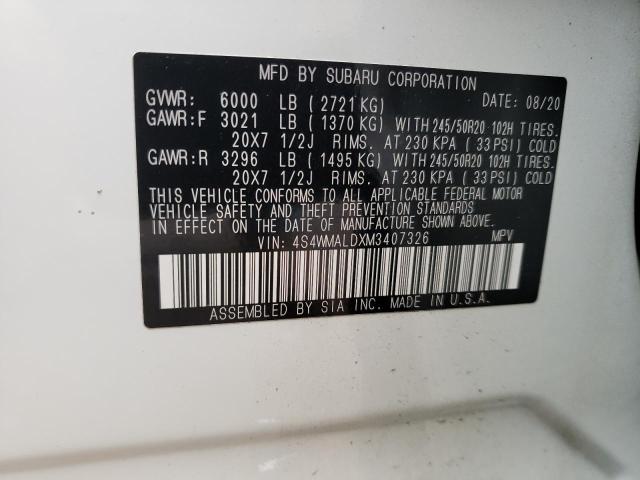 MFD BY SUBARU CORPORATION
GVWR: 6000 LB ( 2721 KG) DATE: 08/20
GAWR:F 3021 LB ( 1370 KG) WITH 245/50R20 102H TIRES.
20X7 1/2J RIMS. AT 230 KPA ( 33 PSI) COLD
GAWR:R 3296 LB ( 1495 KG) WITH 245/50R20 102H TIRES.
20X7 1/2J RIMS. AT 230 KPA ( 33 PSI) COLD
THIS VEHICLE CONFORMS TO ALL APPLICABLE FEDERAL MOTOR
VEHICLE SAFETY AND THEFT PREVENTION STANDARDS
IN EFFECT ON THE DATE OF MANUFACTURE SHOWN ABOVE.
VIN: 4S4WMALDXM3407326 MPV
ASSEMBLED BY SIA INC. MADE IN U.S.A.